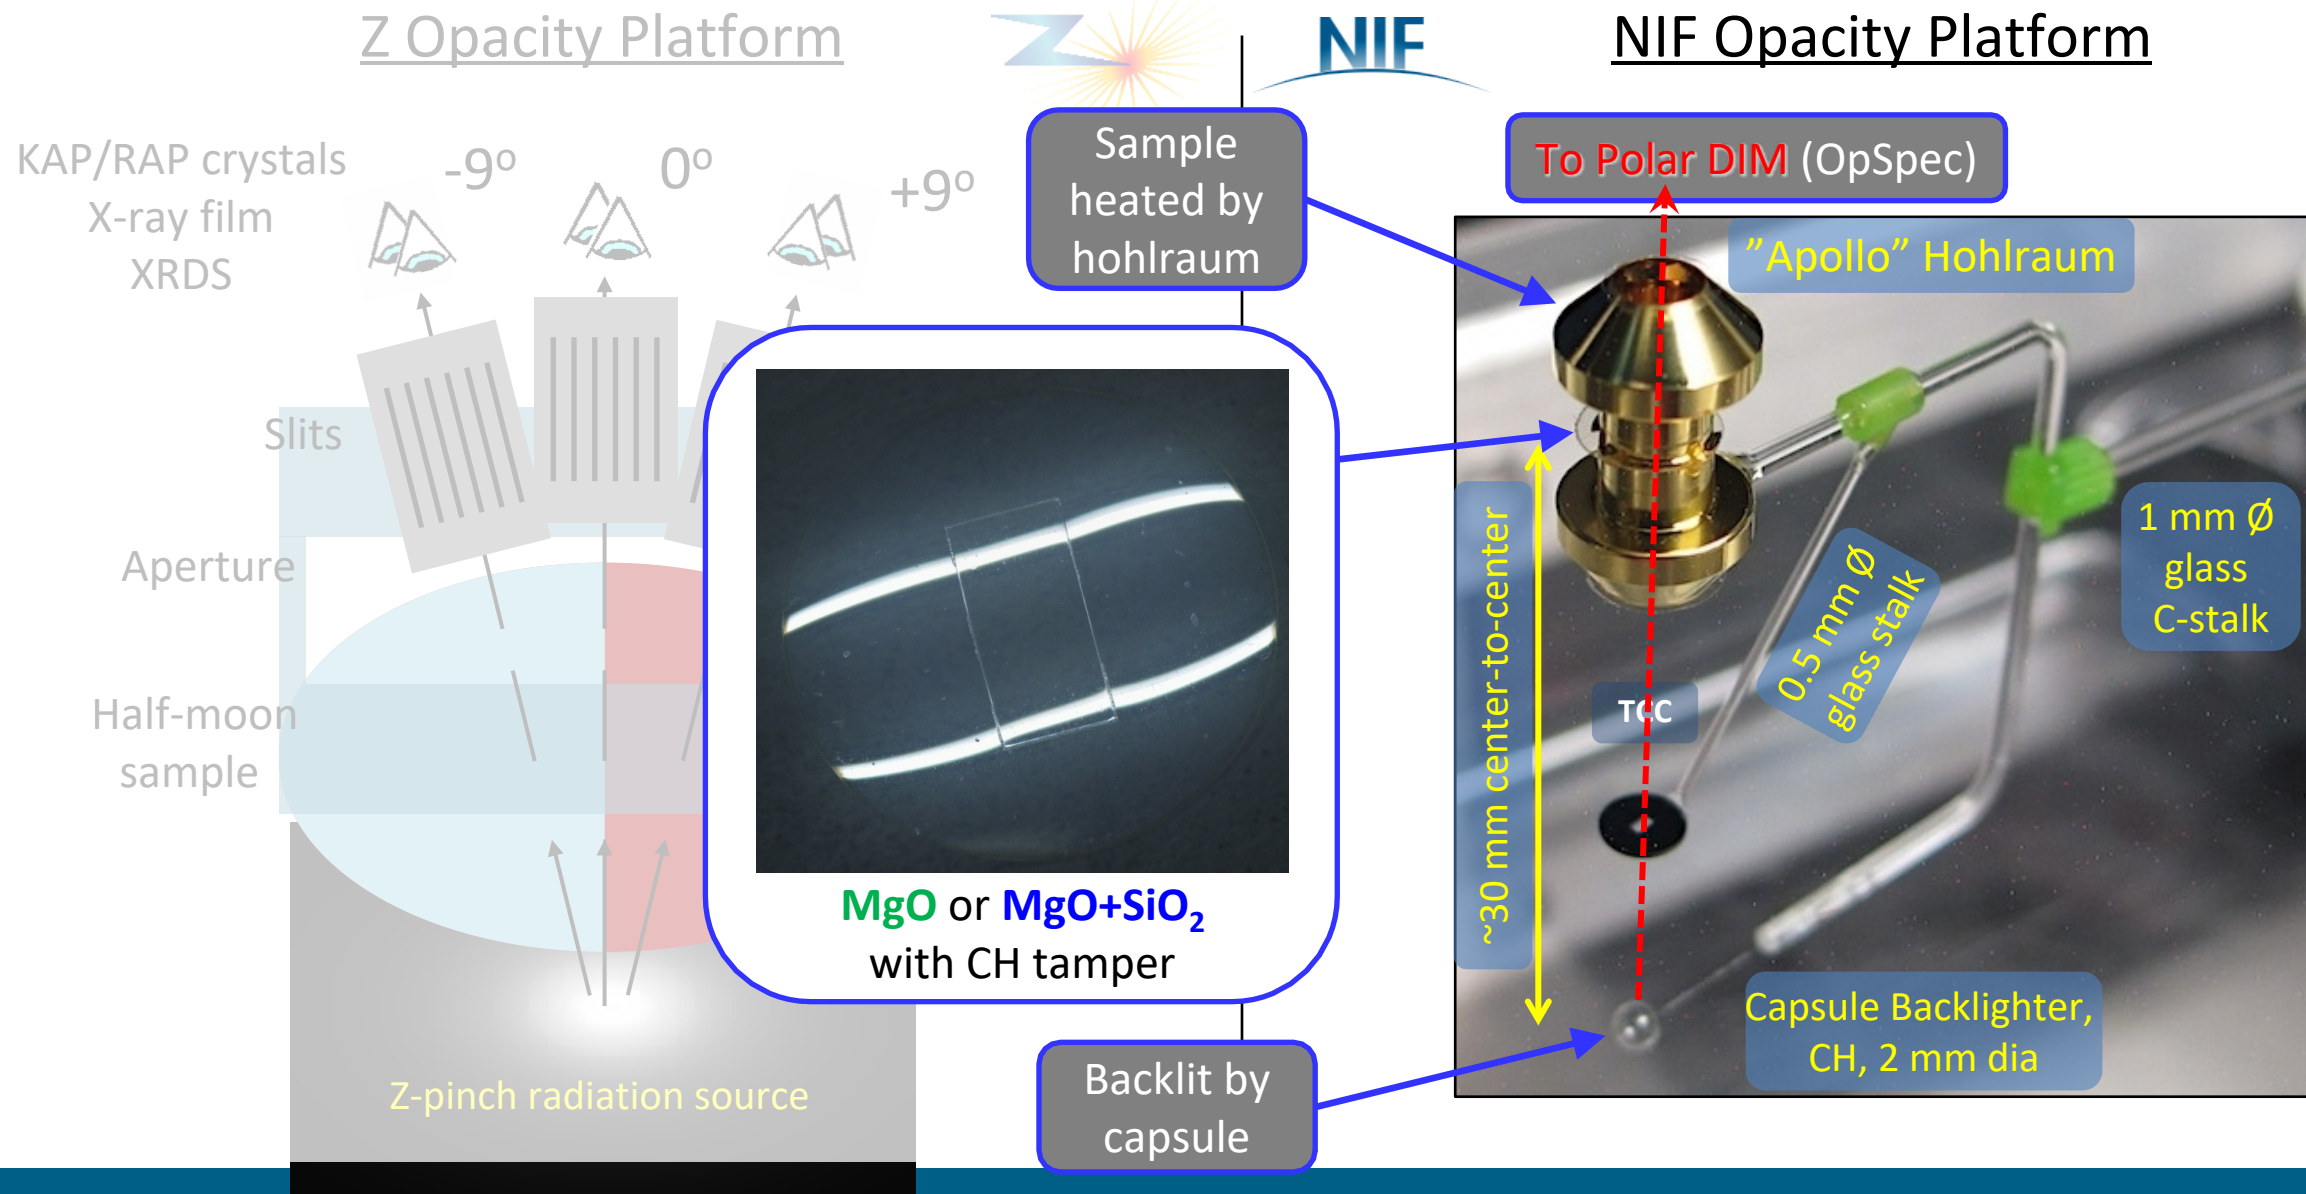 Z Opacity Platform
NIF
NIF Opacity Platform
KAP/RAP crystals
X-ray film
XRDS
-9º
0º
+9º
Slits
Aperture
Half-moon
sample
Z-pinch radiation source
Sample
heated by
hohlraum
MgO or MgO+SiO₂
with CH tamper
Backlit by
capsule
To Polar DIM (OpSpec)
”Apollo” Hohlraum
~30 mm center-to-center
TCC
0.5 mm Ø
glass stalk
1 mm Ø
glass
C-stalk
Capsule Backlighter,
CH, 2 mm dia